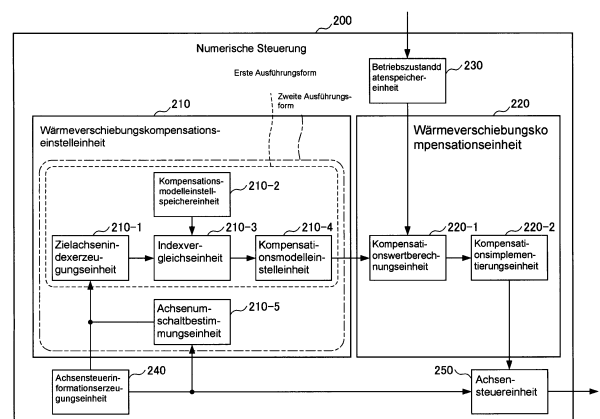 200
Numerische Steuerung
Erste Ausführungsform
Zweite Ausführungs-
form
Betriebszustandd
atenspeicher-
einheit
230
210
Wärmeverschiebungskompensations-
einstelleinheit
220
Wärmeverschiebungsko
mpensationseinheit
Kompensations-
modelleinstell-
speichereinheit
210-2
210-1
210-3
210-4
Zielachsenin-
dexerzeu-
gungseinheit
Indexver-
gleichseinheit
Kompensati-
onsmodellein-
stelleinheit
220-1
220-2
Kompensati-
onswertberech-
nungseinheit
Kompensati-
onsimplemen-
tierungseinheit
Achsenum-
schaltbestim-
mungseinheit
210-5
Achsensteuerin-
formationserzeu-
gungseinheit
240
250
Achsen-
steuereinheit